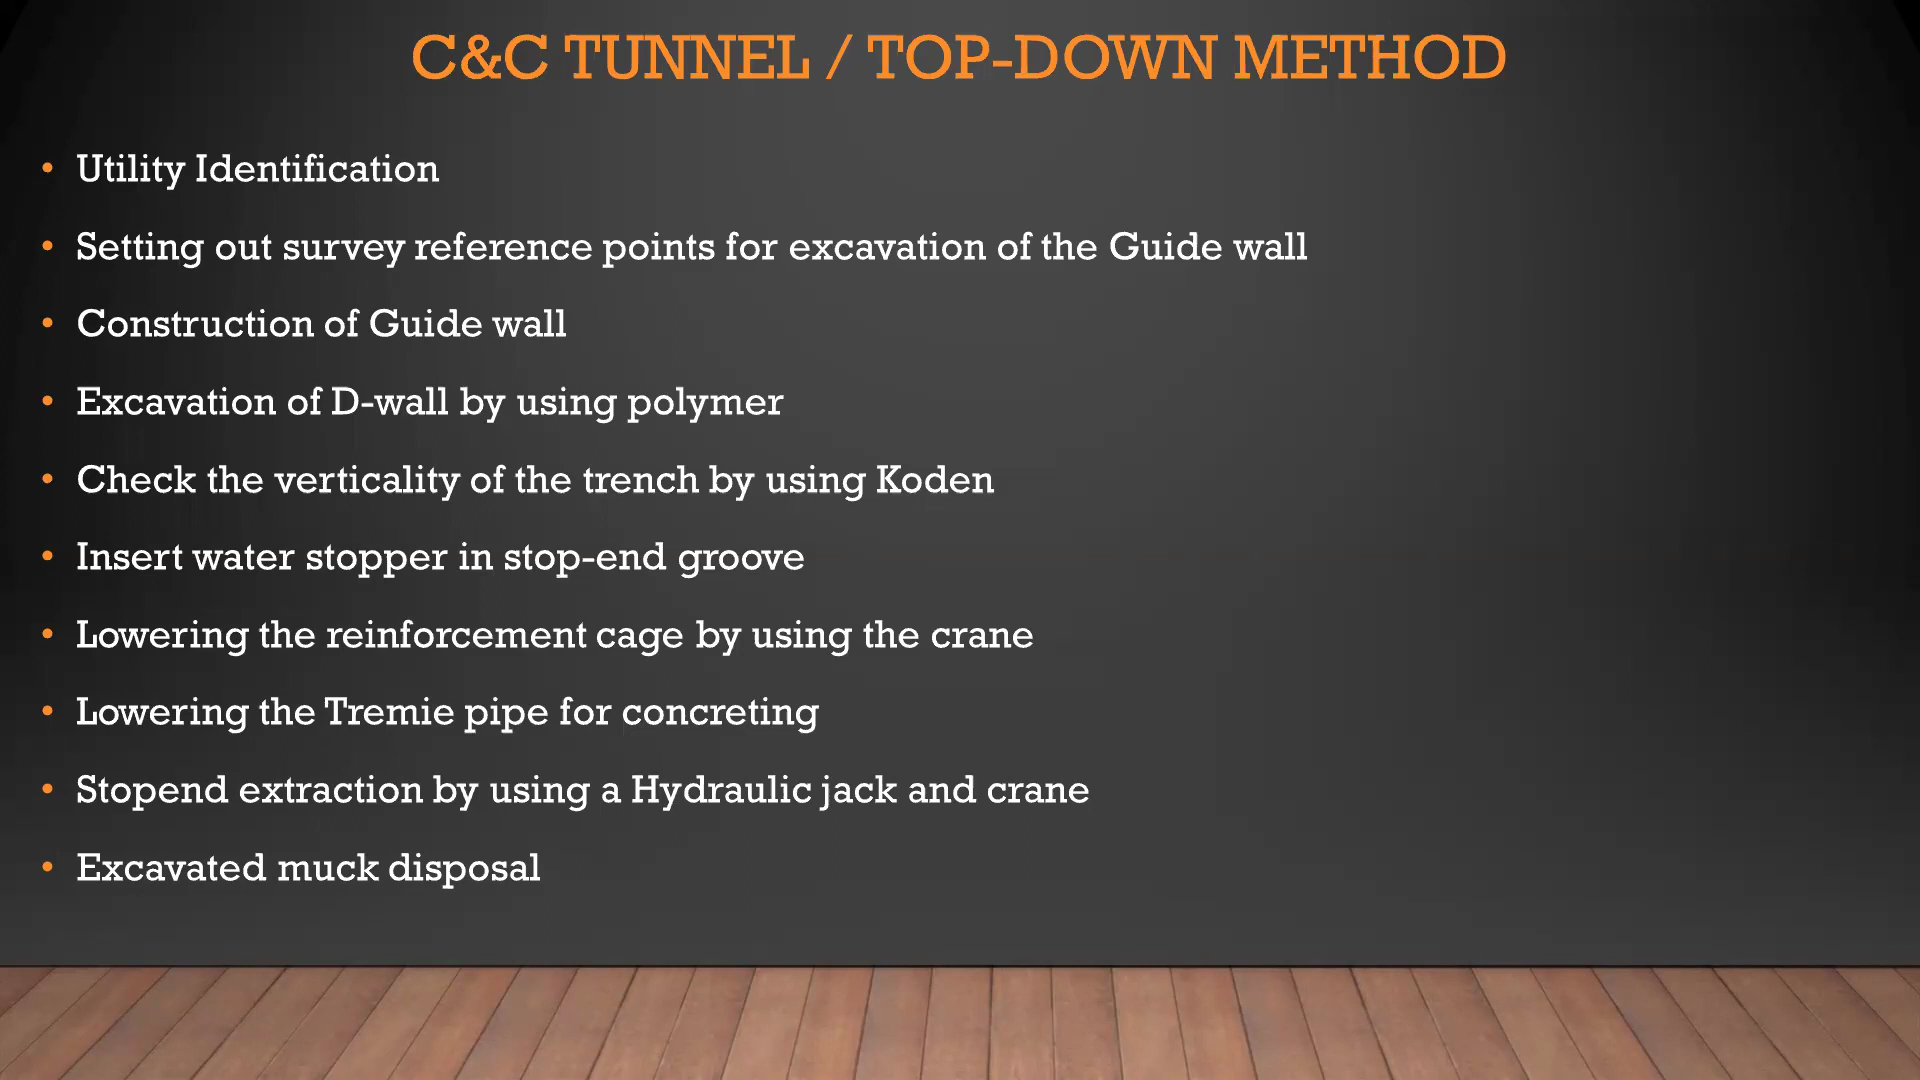 C&C TUNNEL / TOP-DOWN METHOD
• Utility Identification
• Setting out survey reference points for excavation of the Guide wall
• Construction of Guide wall
• Excavation of D-wall by using polymer
• Check the verticality of the trench by using Koden
• Insert water stopper in stop-end groove
• Lowering the reinforcement cage by using the crane
• Lowering the Tremie pipe for concreting
• Stopend extraction by using a Hydraulic jack and crane
• Excavated muck disposal